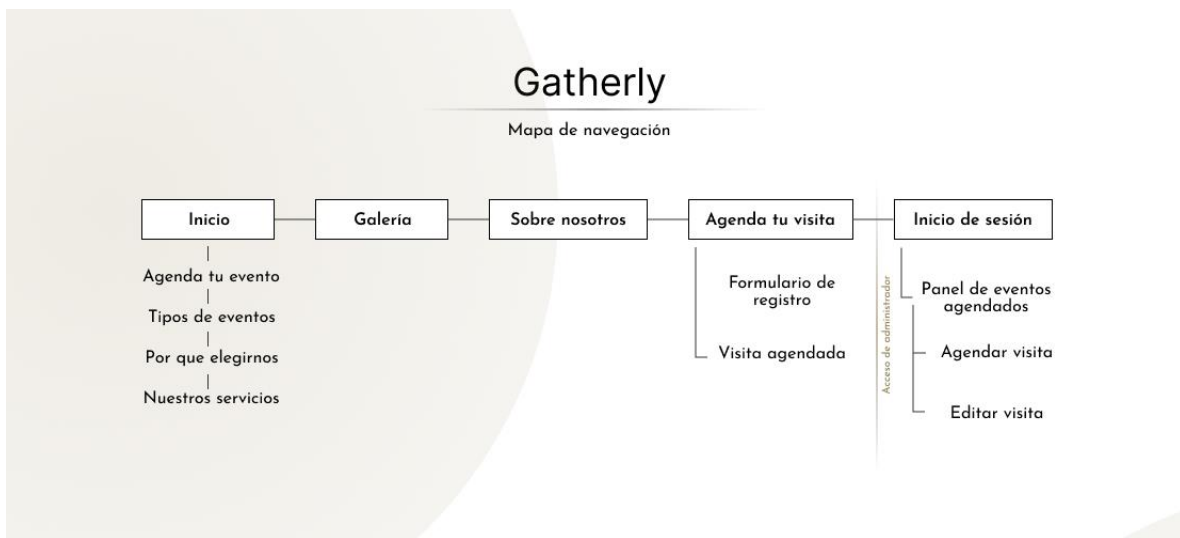 Gatherly
Mapa de navegación
Inicio
Galería
Sobre nosotros
Agenda tu visita
Inicio de sesión
Agenda tu evento
Tipos de eventos
Por que elegirnos
Nuestros servicios
Formulario de
registro
Visita agendada
Acceso de administrador
Panel de eventos
agendados
Agendar visita
Editar visita